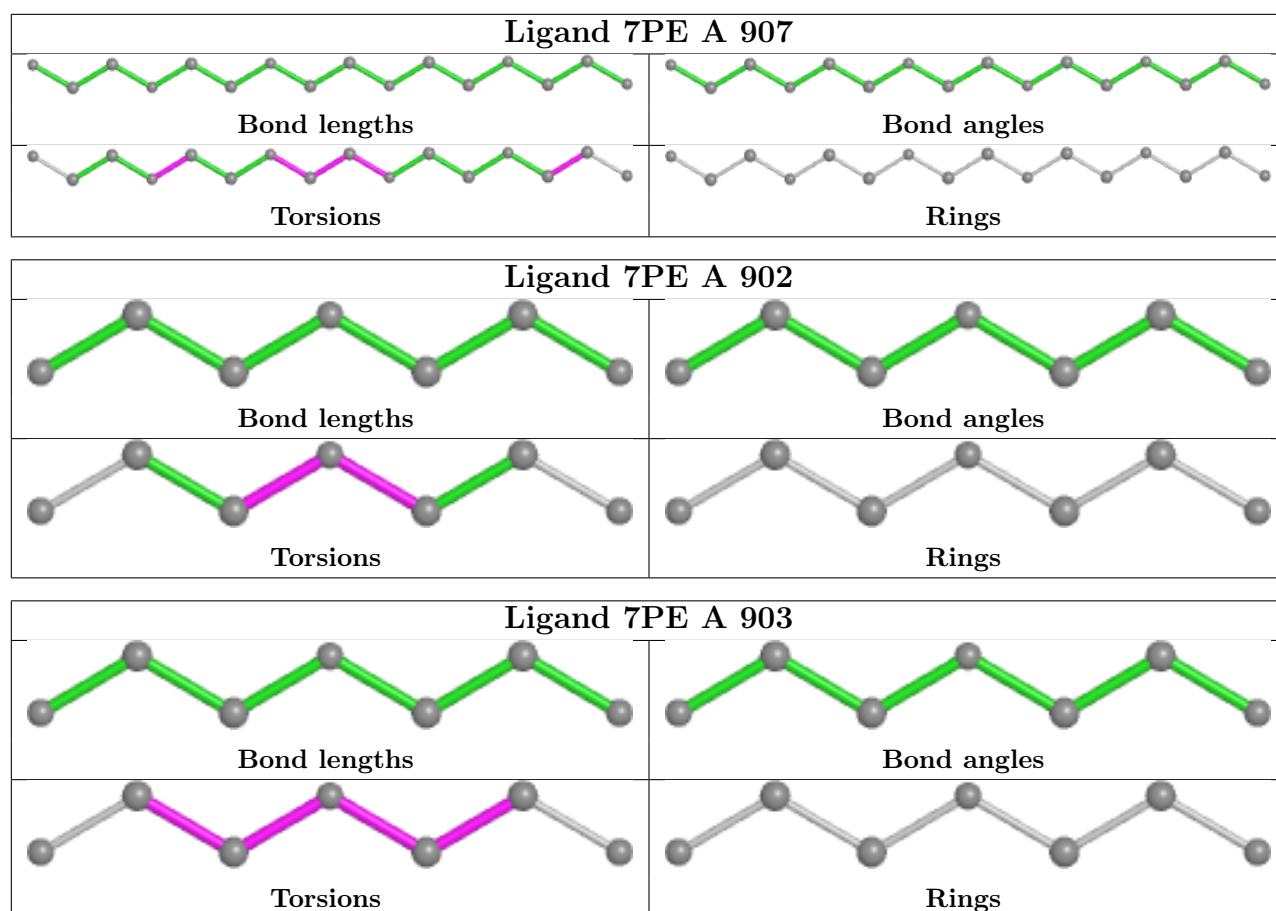 Ligand 7PE A 907
Bond lengths
Bond angles
Torsions
Rings
Ligand 7PE A 902
Bond lengths
Bond angles
Torsions
Rings
Ligand 7PE A 903
Bond lengths
Bond angles
Torsions
Rings